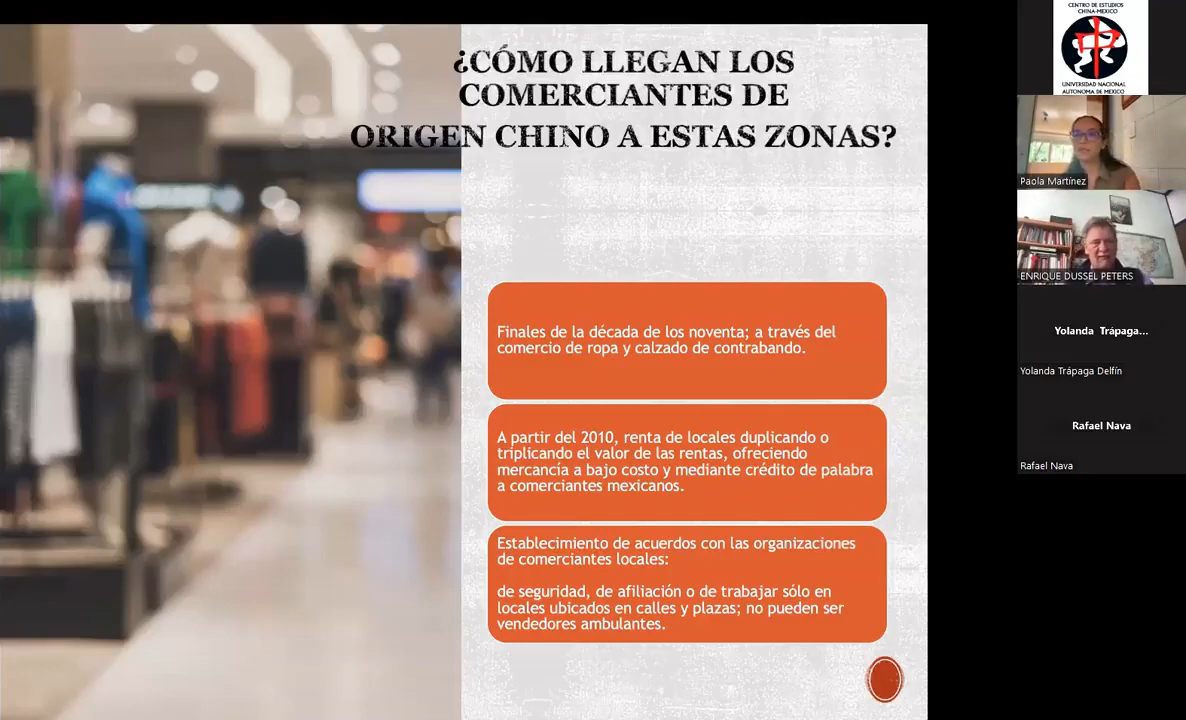 ¿CÓMO LLEGAN LOS
COMERCIANTES DE
ORIGEN CHINO A ESTAS ZONAS?
Finales de la década de los noventa; a través del
comercio de ropa y calzado de contrabando.
A partir del 2010, renta de locales duplicando o
triplicando el valor de las rentas, ofreciendo
mercancía a bajo costo y mediante crédito de palabra
a comerciantes mexicanos.
Establecimiento de acuerdos con las organizaciones
de comerciantes locales:
de seguridad, de afiliación o de trabajar sólo en
locales ubicados en calles y plazas; no pueden ser
vendedores ambulantes.
CENTRO DE ESTUDIOS
CHINA-MEXICO
UNIVERSIDAD NACIONAL
AUTONOMA DE MEXICO
Paola Martínez
ENRIQUE DUSSEL PETERS
Yolanda Trápaga...
Yolanda Trápaga Delfín
Rafael Nava
Rafael Nava